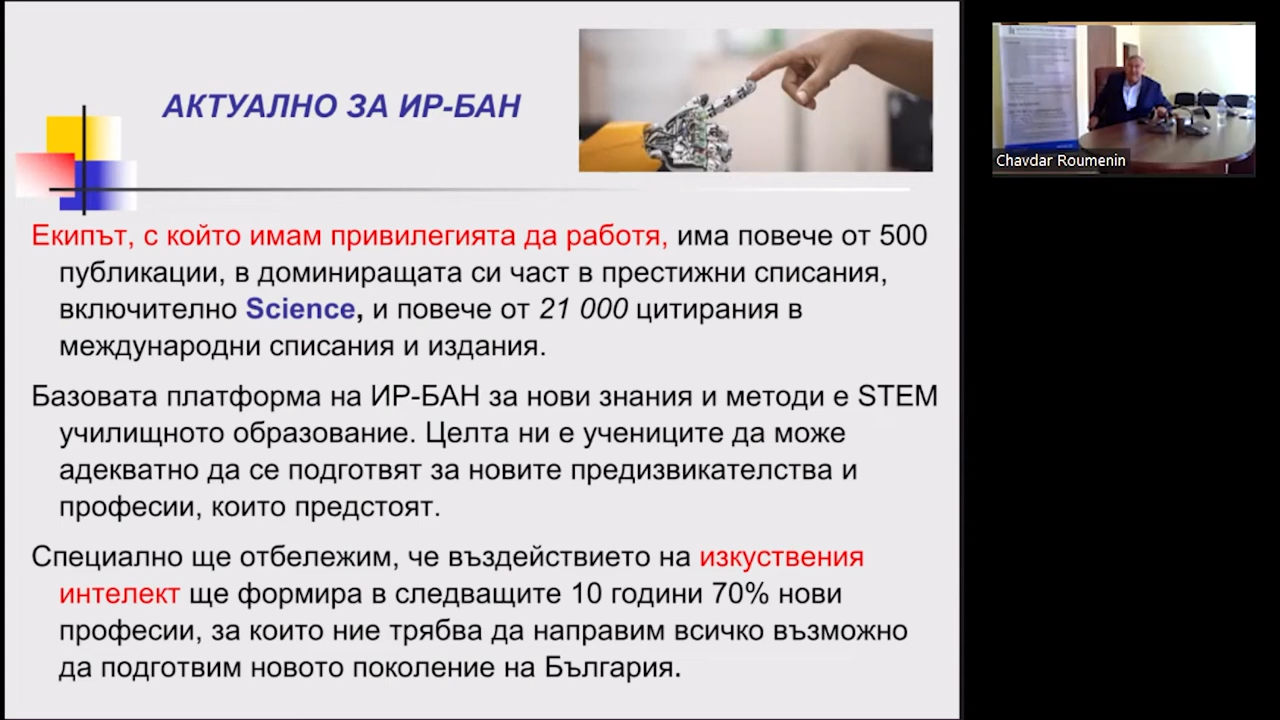 АКТУАЛНО ЗА ИР-БАН
Екипът, с който имам привилегията да работя, има повече от 500
публикации, в доминиращата си част в престижни списания,
включително Science, и повече от 21 000 цитирания в
международни списания и издания.
Базовата платформа на ИР-БАН за нови знания и методи е STEM
училищното образование. Целта ни е учениците да може
адекватно да се подготвят за новите предизвикателства и
професии, които предстоят.
Специално ще отбележим, че въздействието на изкуствения
интелект ще формира в следващите 10 години 70% нови
професии, за които ние трябва да направим всичко възможно
да подготвим новото поколение на България.
Chavdar Roumenin